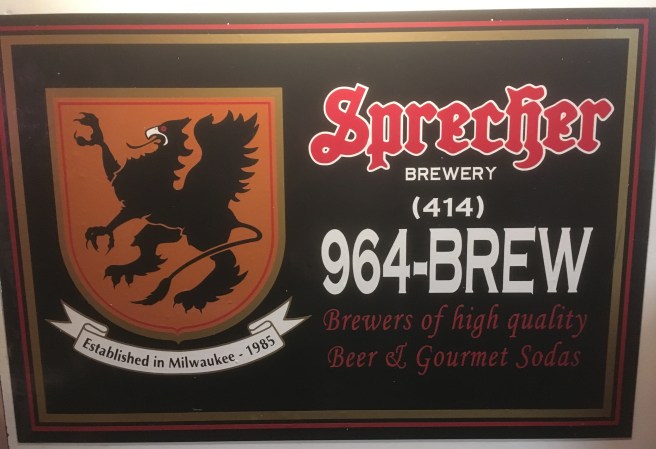 Sprecher
BREWERY
(414)
964-BREW
Brewers of high quality
Beer & Gourmet Sodas
Established in Milwaukee - 1985